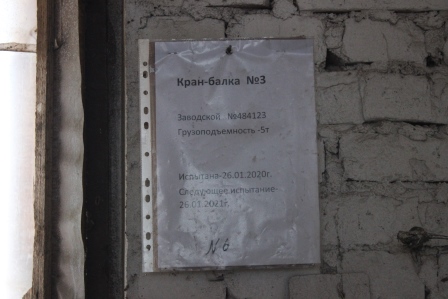 Кран-балка №3
Заводской №484123
Грузоподъемность-5т
Испытана-26.01.2020г.
Следующее испытание-
26.01.2021г.
№6